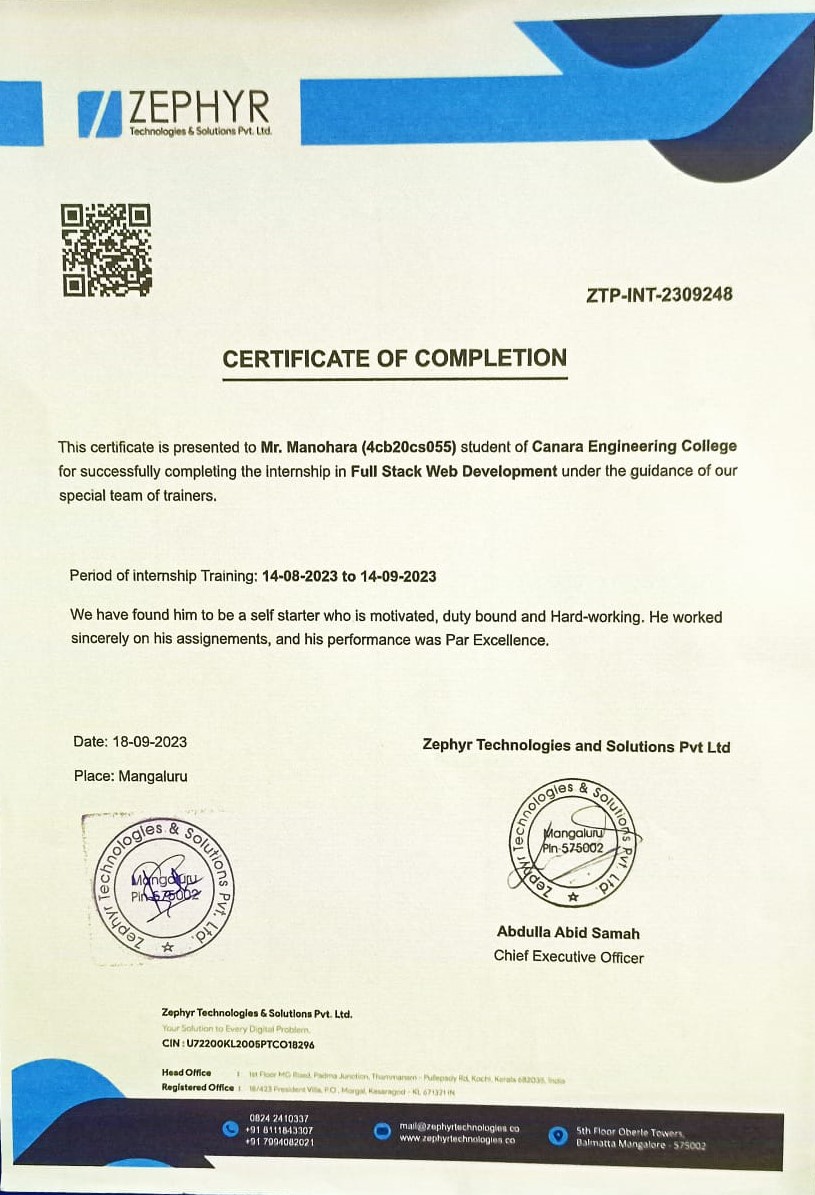 ZEPHYR
Technologies & Solutions Pvt. Ltd.
ZTP-INT-2309248
CERTIFICATE OF COMPLETION
This certificate is presented to Mr. Manohara (4cb20cs055) student of Canara Engineering College
for successfully completing the internship in Full Stack Web Development under the guidance of our
special team of trainers.
Period of internship Training: 14-08-2023 to 14-09-2023
We have found him to be a self starter who is motivated, duty bound and Hard-working. He worked
sincerely on his assignements, and his performance was Par Excellence.
Date: 18-09-2023
Zephyr Technologies and Solutions Pvt Ltd
Place: Mangaluru
Zephyr Technologies & Solutions Pvt. Ltd.
Mangaluru
Pin-575002
Zephyr Technologies & Solutions Pvt. Ltd.
Mangaluru
Pin-575002
Abdulla Abid Samah
Chief Executive Officer
Zephyr Technologies & Solutions Pvt. Ltd.
Your Solution to Every Digital Problem.
CIN : U72200KL2005PTCO18296
Head Office : 1st Floor MG Road, Padma Junction, Thammanam - Pullepady Rd, Kochi, Kerala 682035, India
Registered Office : 18/423 President Villa, P.O, Morgal, Kasaragod - KL 671321 IN
0824 2410337
+91 8111843307
+91 7994082021
mail@zephyrtechnologies co
www zephyrtechnologies co
5th Floor Oberle Towers,
Balmatta Mangalore - 575002